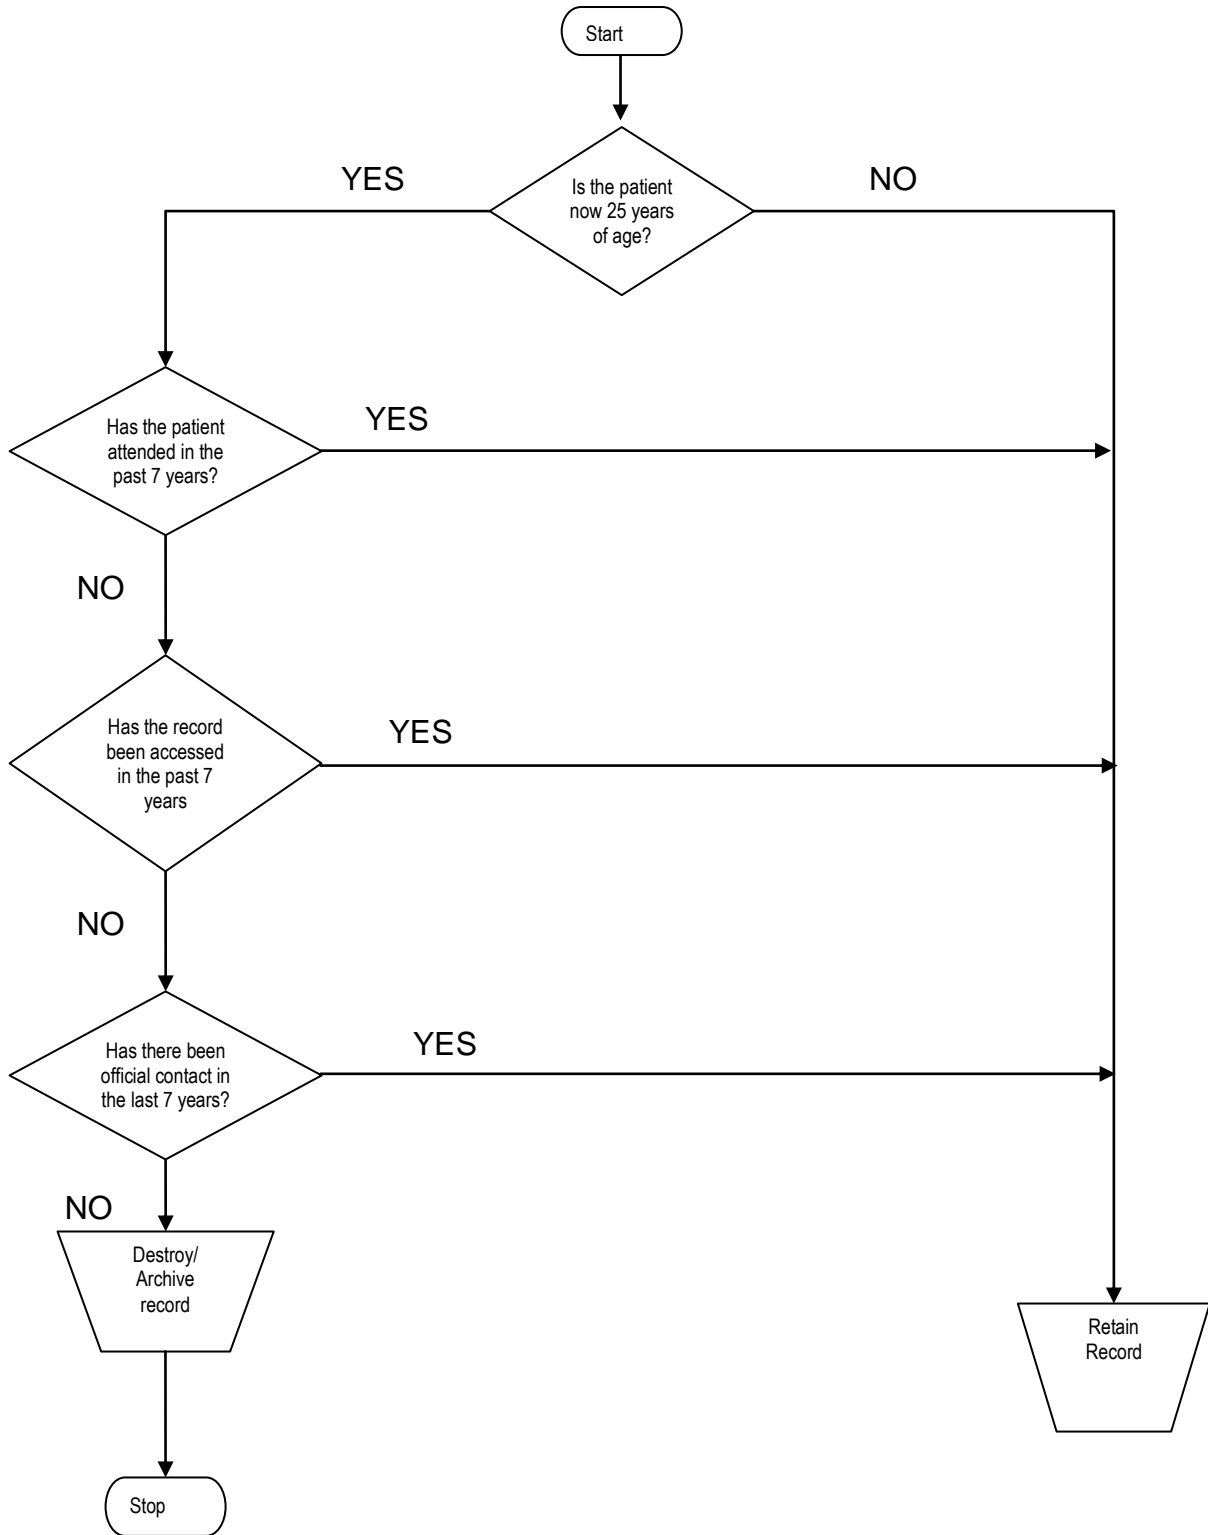 Start
YES
NO
Is the patient
now 25 years
of age?
Has the patient
attended in the
past 7 years?
YES
NO
Has the record
been accessed
in the past 7
years
YES
NO
Has there been
official contact in
the last 7 years?
YES
NO
Destroy/
Archive
record
Retain
Record
Stop